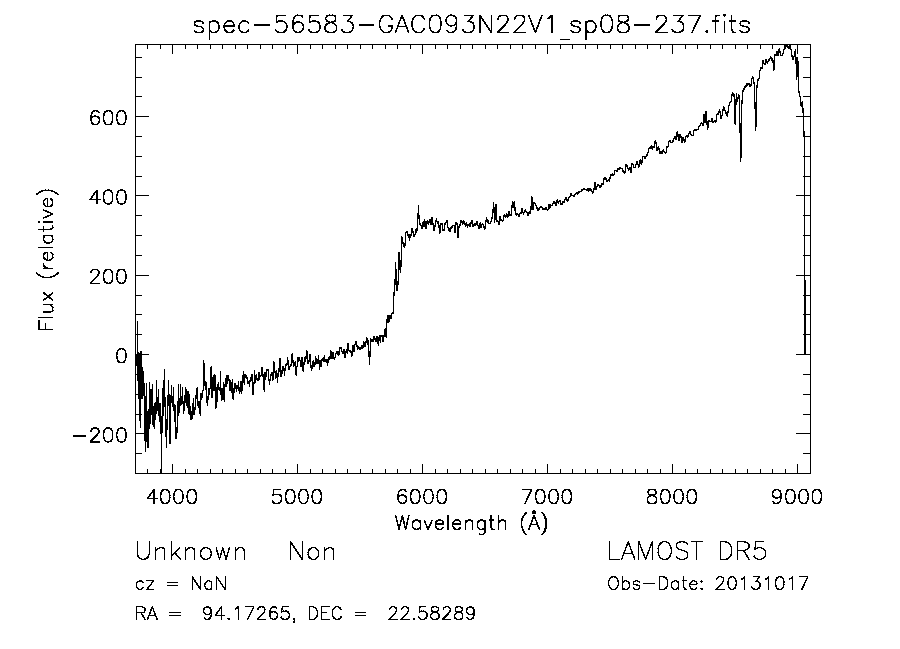 spec-56583-GAC093N22V1_sp08-237.fits
600
400
200
0
-200
Flux (relative)
4000 5000 6000 7000 8000 9000
Wavelength (Å)
Unknown Non LAMOST DR5
cz = NaN Obs-Date: 20131017
RA = 94.17265, DEC = 22.58289